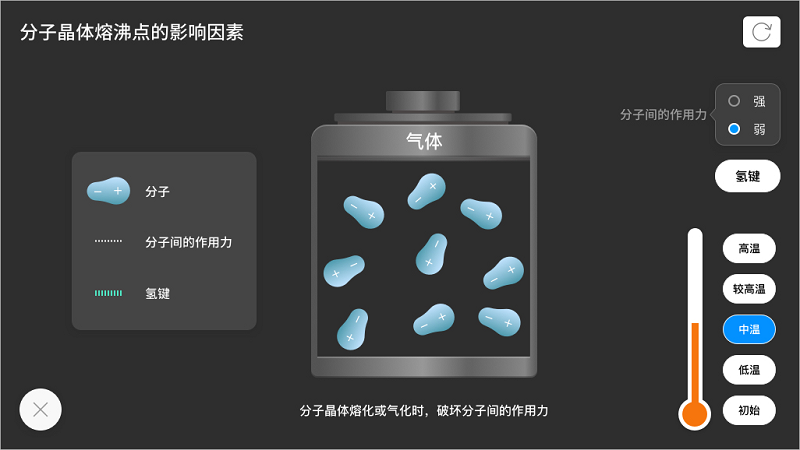 分子晶体熔沸点的影响因素
分子间的作用力
强
弱
气体
氢键
分子
分子间的作用力
氢键
高温
较高温
中温
低温
初始
分子晶体熔化或气化时，破坏分子间的作用力